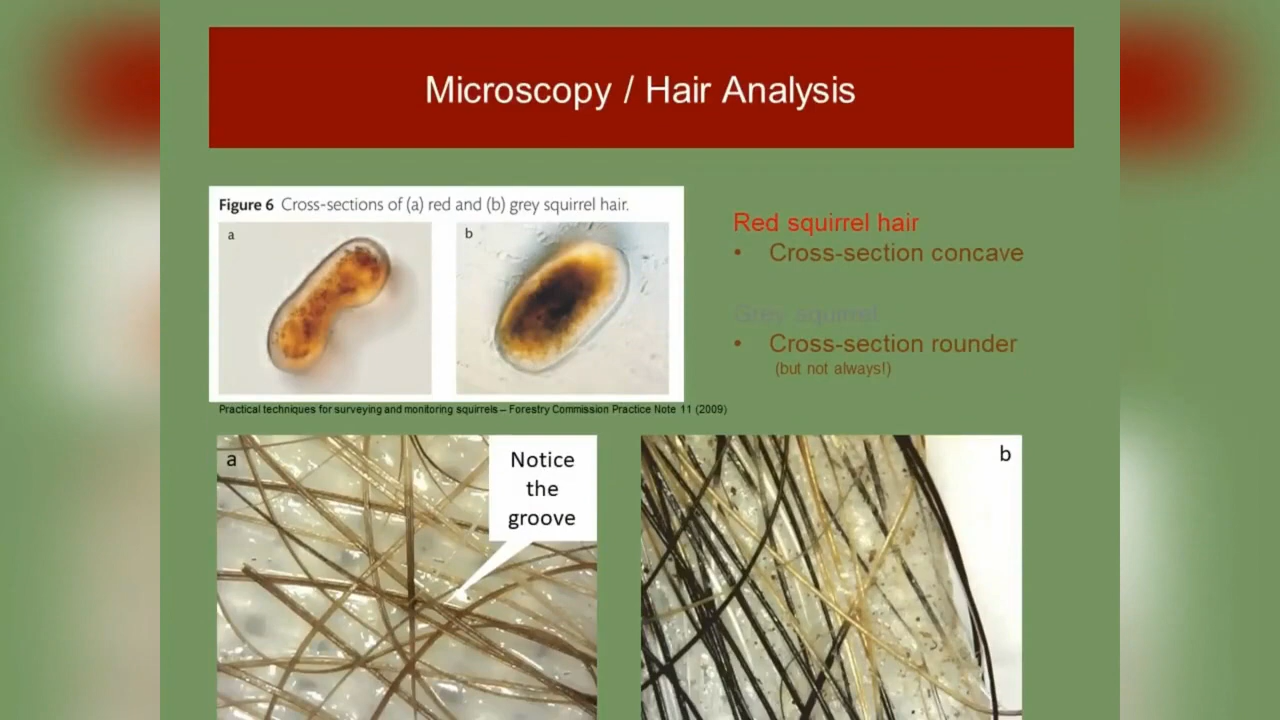 Microscopy / Hair Analysis
Figure 6 Cross-sections of (a) red and (b) grey squirrel hair.
a
b
Practical techniques for surveying and monitoring squirrels – Forestry Commission Practice Note 11 (2009)
Red squirrel hair
• Cross-section concave
Grey squirrel
• Cross-section rounder
(but not always!)
a
Notice
the
groove
b